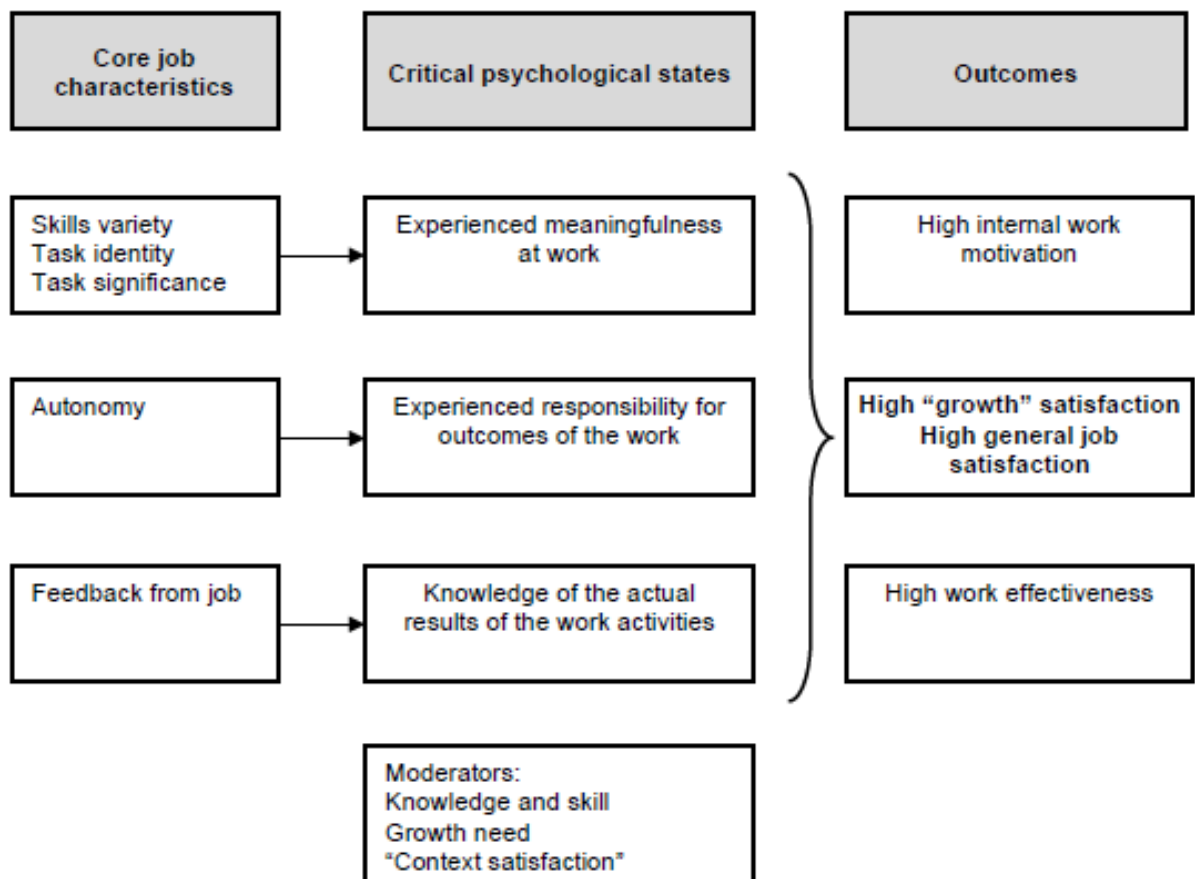 Core job
characteristics
Critical psychological states
Outcomes
Skills variety
Task identity
Task significance
Experienced meaningfulness
at work
High internal work
motivation
Autonomy
Experienced responsibility for
outcomes of the work
High “growth” satisfaction
High general job
satisfaction
Feedback from job
Knowledge of the actual
results of the work activities
High work effectiveness
Moderators:
Knowledge and skill
Growth need
“Context satisfaction”